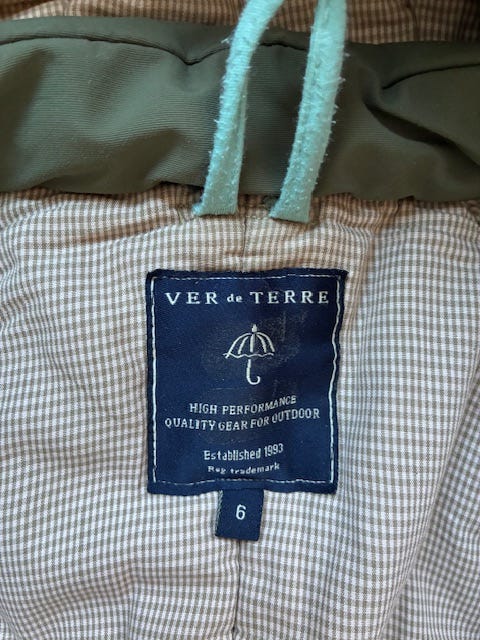 VER de TERRE
HIGH PERFORMANCE
QUALITY GEAR FOR OUTDOOR
Established 1993
Reg trademark
6